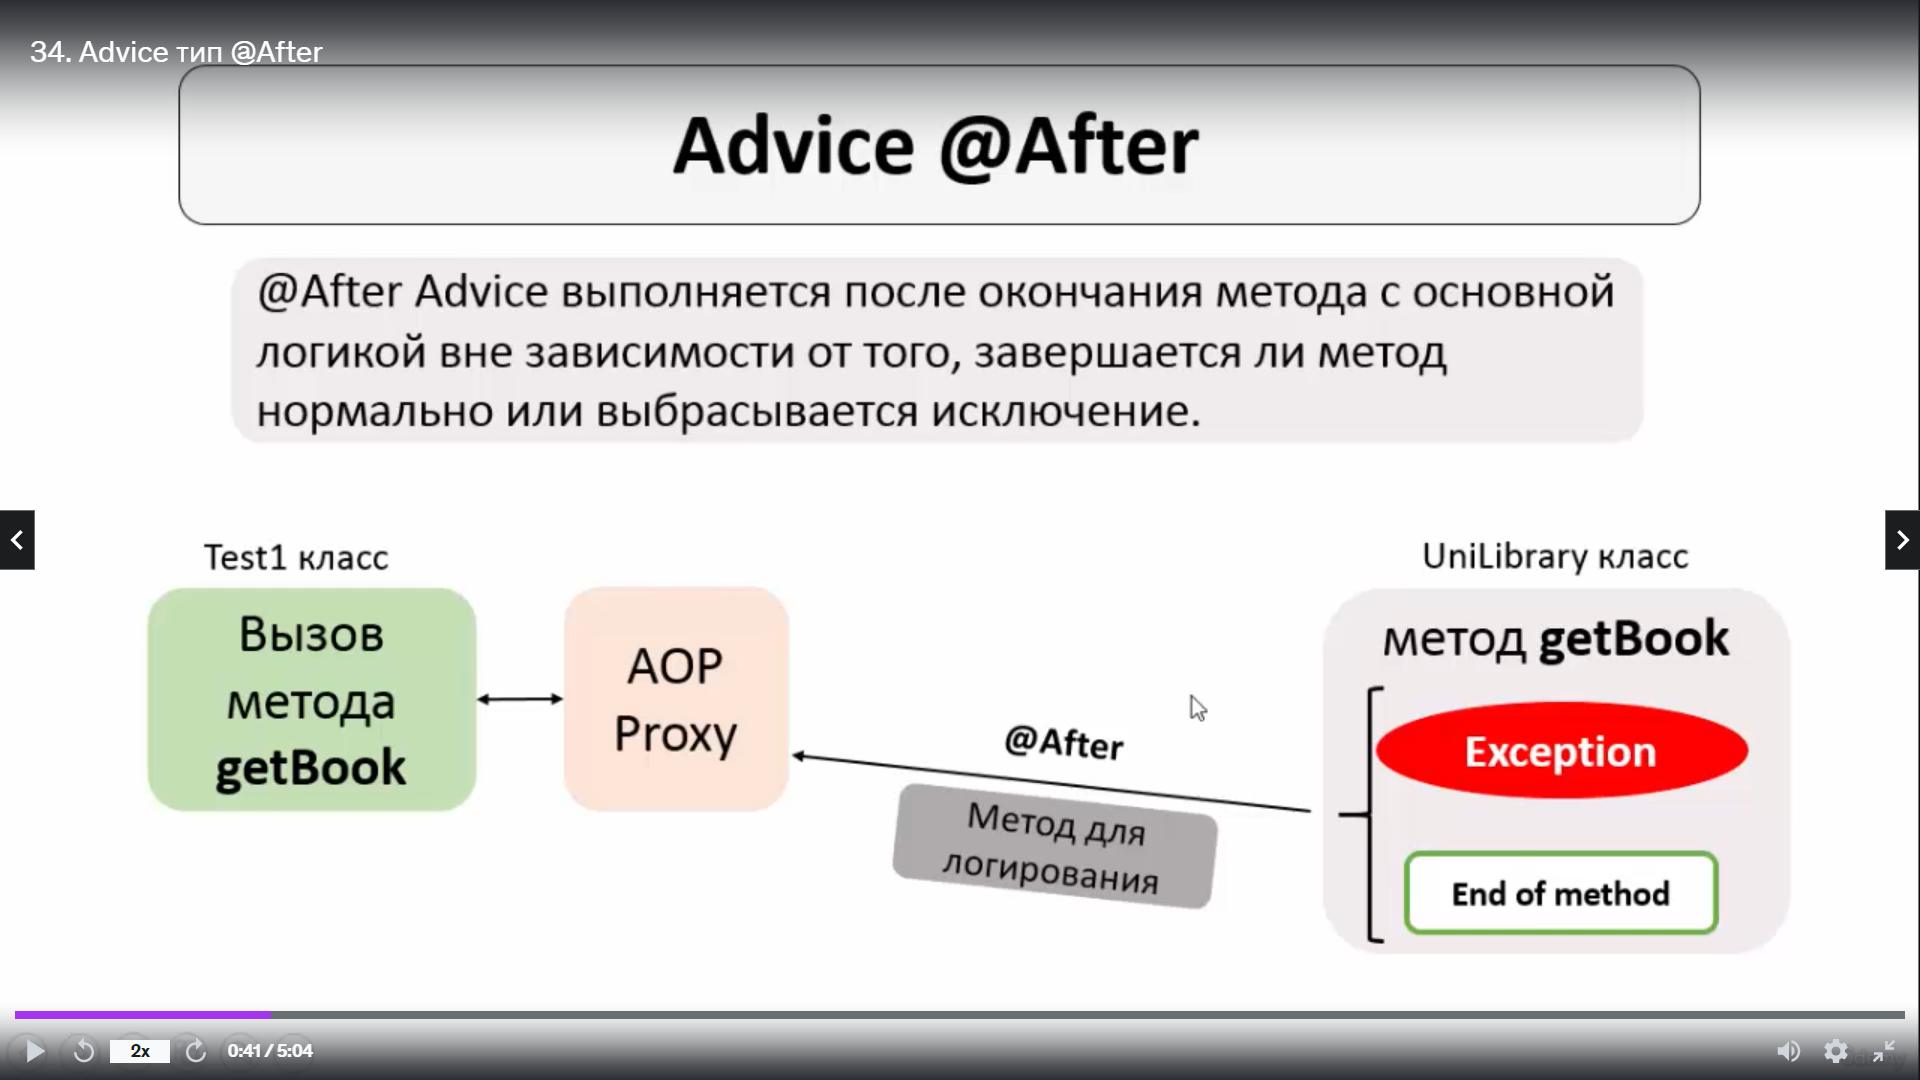 34. Advice тип @After
Advice @After
@After Advice выполняется после окончания метода с основной
логикой вне зависимости от того, завершается ли метод
нормально или выбрасывается исключение.
Test1 класс
Вызов
метода
getBook
AOP
Proxy
@After
Метод для
логирования
UniLibrary класс
метод getBook
Exception
End of method
2x
0:41 / 5:04